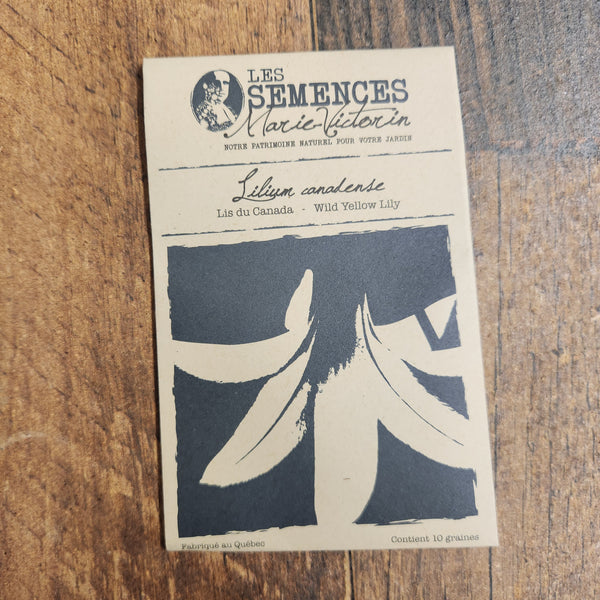 LES
SEMENCES
Marie-Victorin
NOTRE PATRIMOINE NATUREL POUR VOTRE JARDIN
Lilium canadense
Lis du Canada - Wild Yellow Lily
Fabriqué au Québec
Contient 10 graines